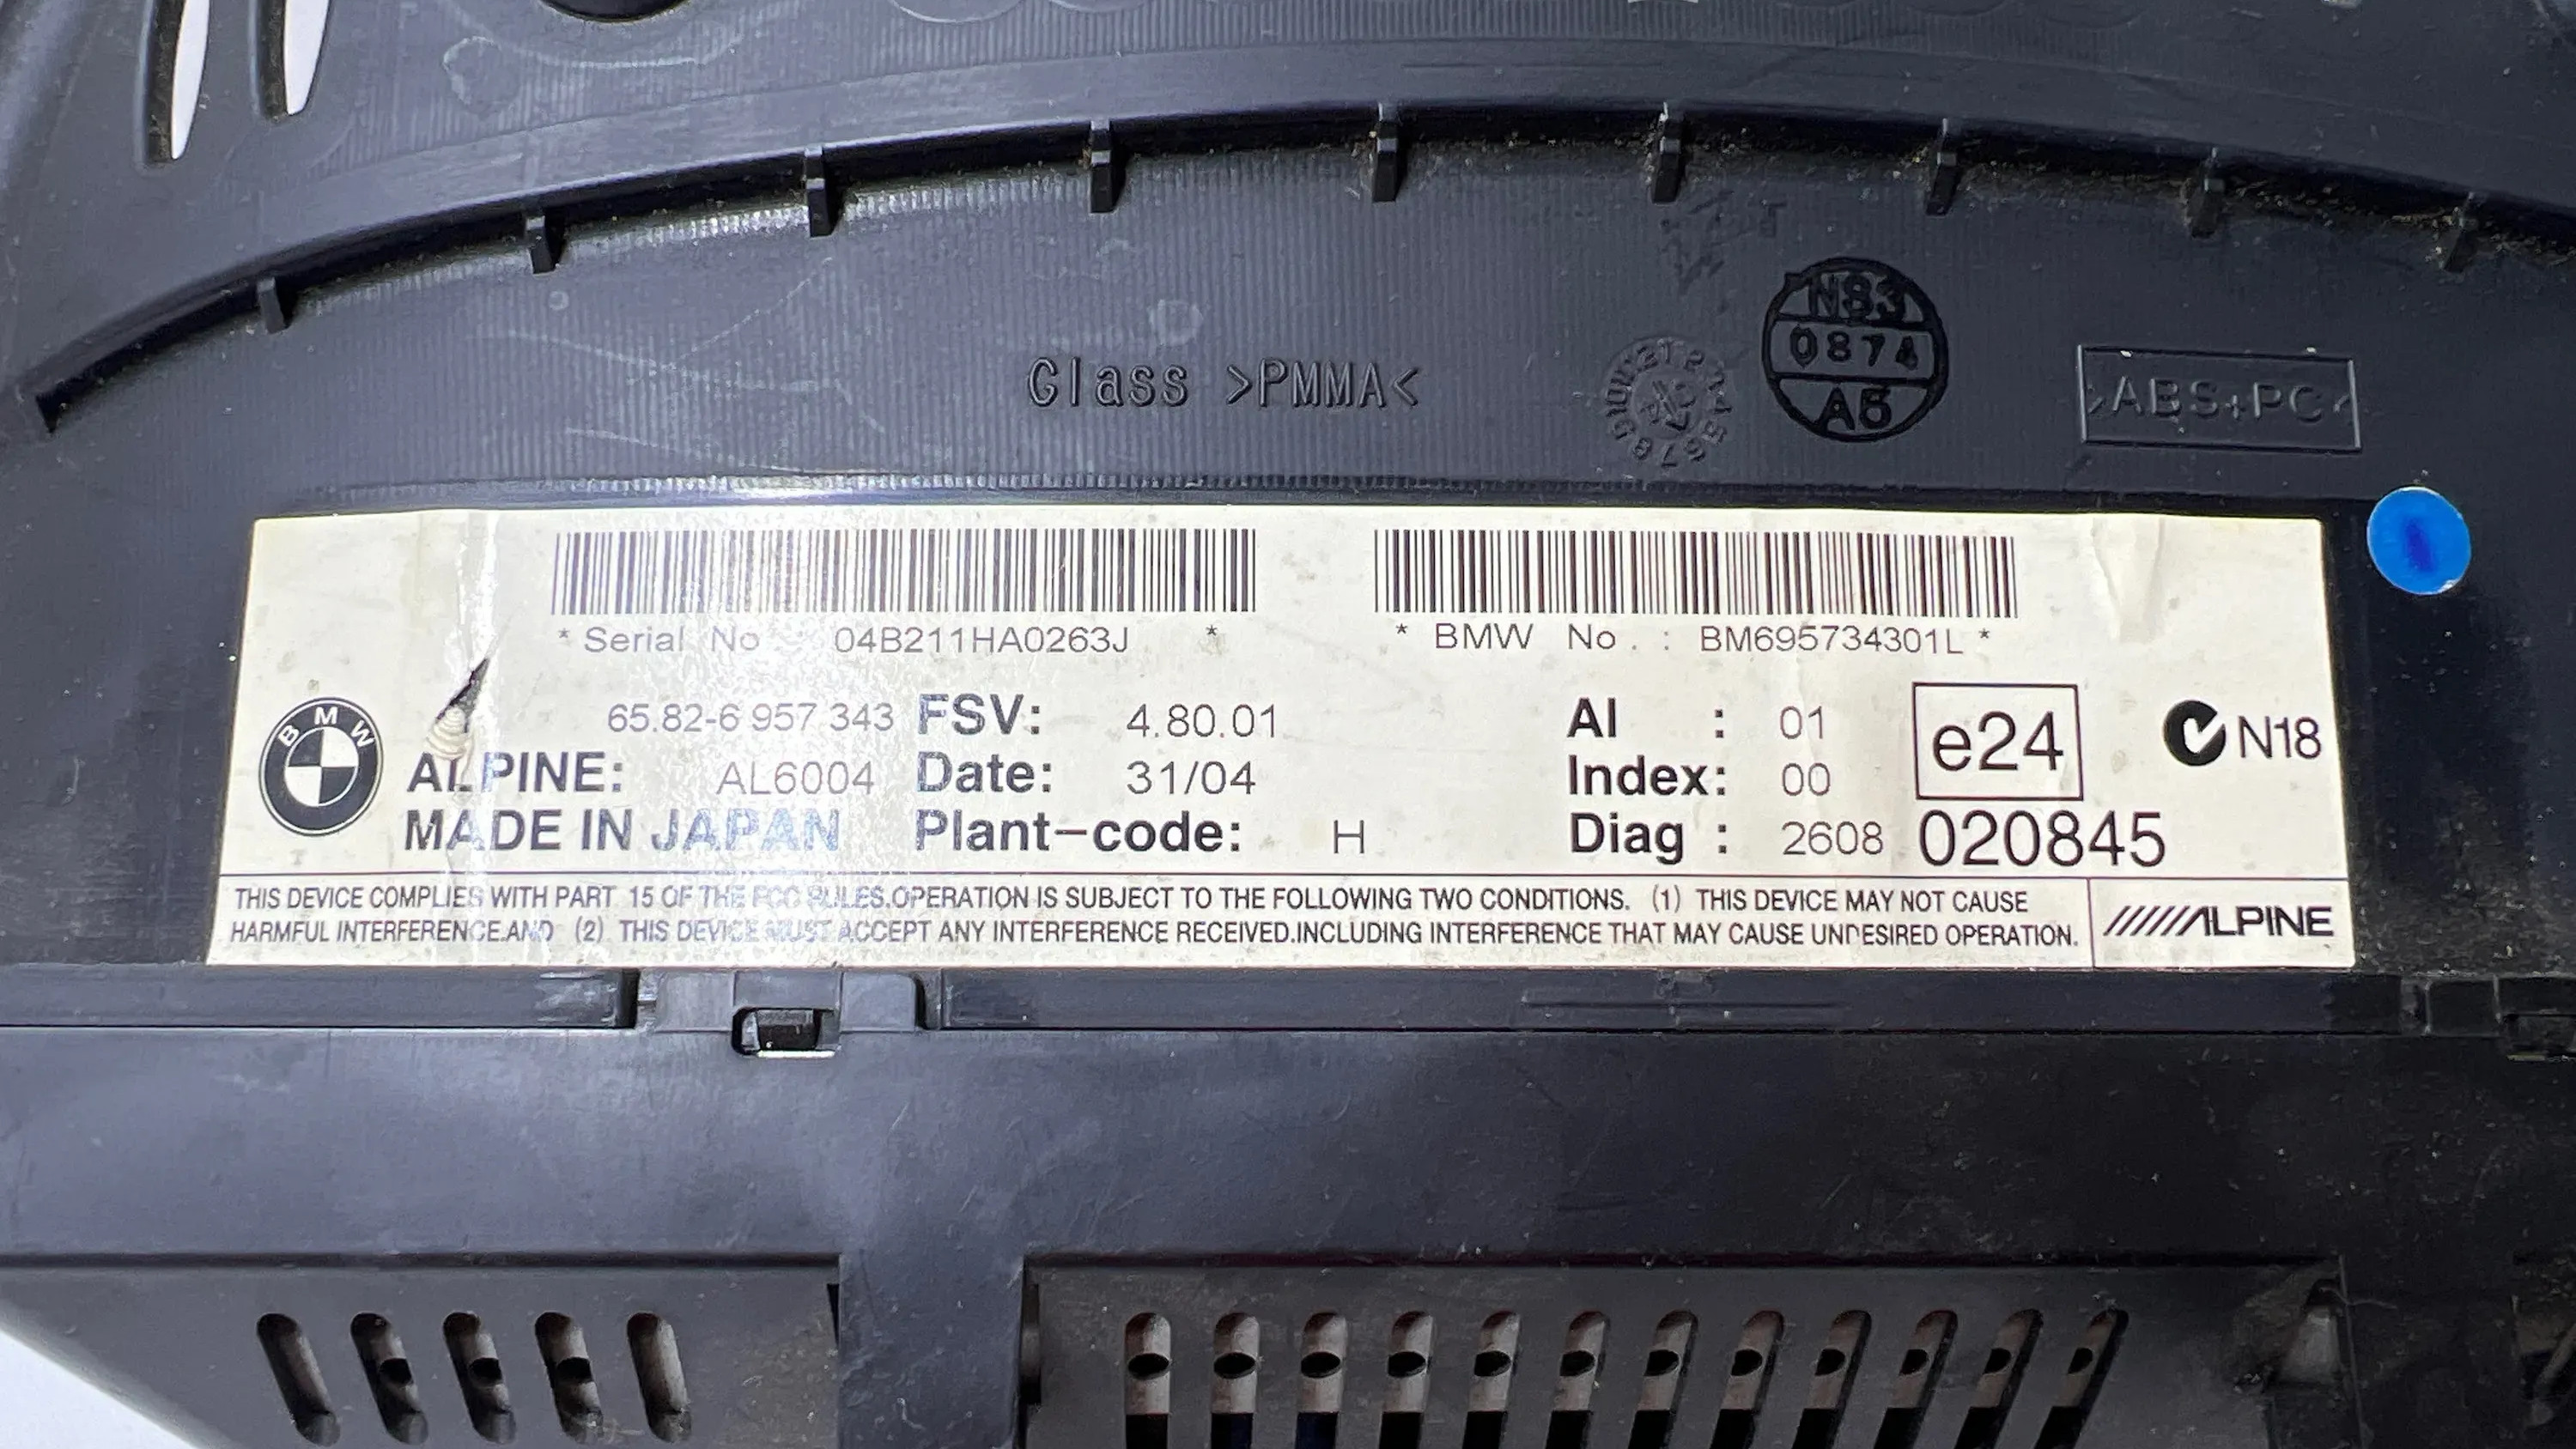 NS3
0874
A5
Glass >PMMA<
>ABS+PC<
* Serial No : 04B211HA0263J *
* BMW No. : BM695734301L *
BMW
65.82-6 957 343 FSV: 4.80.01 AI : 01 e24 N18
ALPINE: AL6004 Date: 31/04 Index: 00
MADE IN JAPAN Plant-code: H Diag : 2608 020845
THIS DEVICE COMPLIES WITH PART 15 OF THE FCC RULES.OPERATION IS SUBJECT TO THE FOLLOWING TWO CONDITIONS. (1) THIS DEVICE MAY NOT CAUSE
HARMFUL INTERFERENCE.AND (2) THIS DEVICE MUST ACCEPT ANY INTERFERENCE RECEIVED.INCLUDING INTERFERENCE THAT MAY CAUSE UNDESIRED OPERATION.
ALPINE